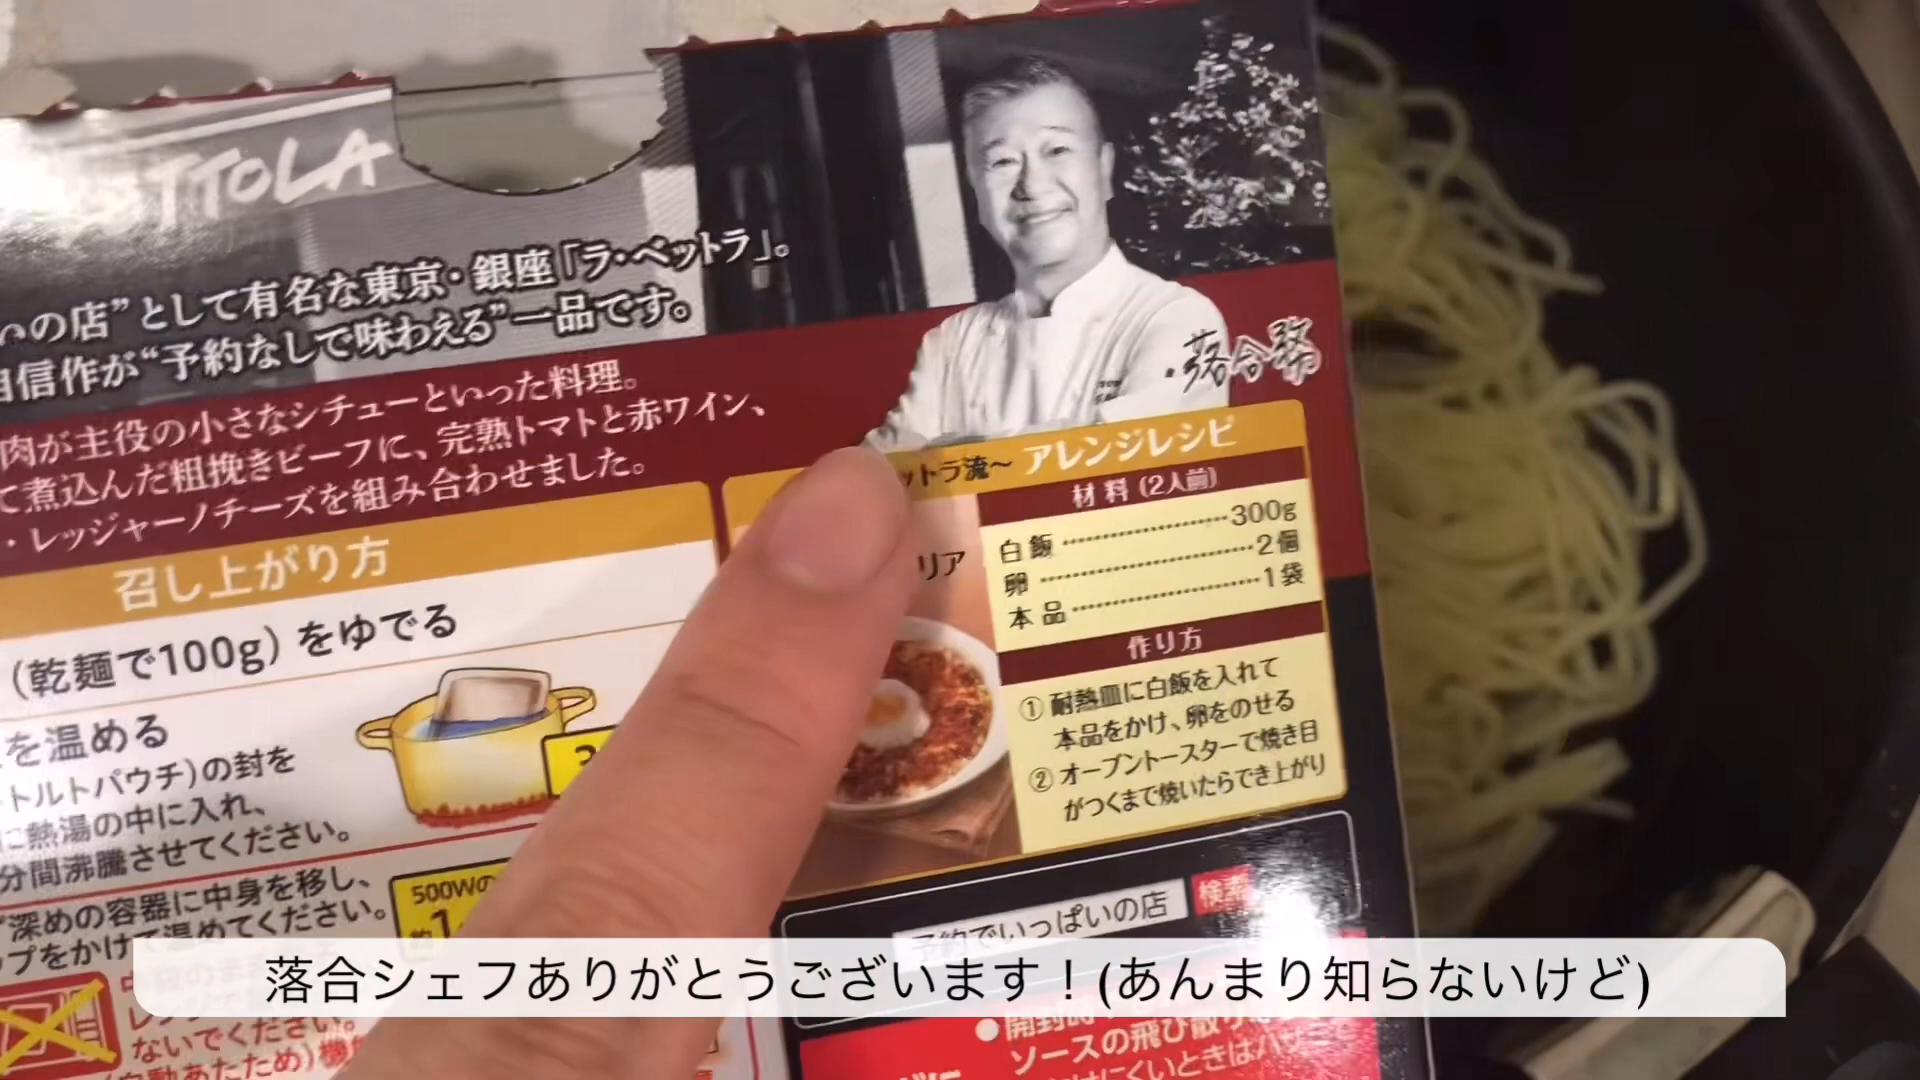 TTOLA
いの店”として有名な東京・銀座「ラ・ベットラ」。
自信作が“予約なしで味わえる”一品です。
肉が主役の小さなシチューといった料理。
て煮込んだ粗挽きビーフに、完熟トマトと赤ワイン、
・レッジャーノチーズを組み合わせました。
落合務
召し上がり方
(乾麺で100g)をゆでる
を温める
トルトパウチ)の封を
に熱湯の中に入れ、
分間沸騰させてください。
500Wの
約1
深めの容器に中身を移し、
プをかけて温めてください。
ないでください。
ットラ流～ アレンジレシピ
リア
材料(2人前)
白飯 300g
卵 2個
本品 1袋
作り方
① 耐熱皿に白飯を入れて
本品をかけ、卵をのせる
② オーブントースターで焼き目
がつくまで焼いたらでき上がり
予約でいっぱいの店 検索
ソースの飛び散り
落合シェフありがとうございます！(あんまり知らないけど)